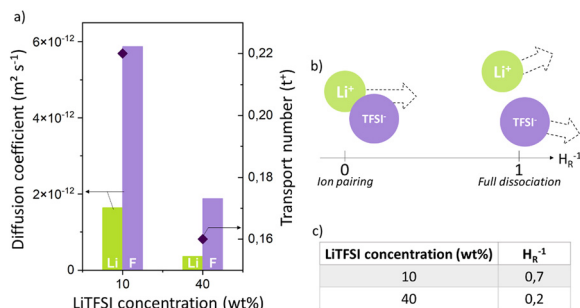 a)
6×10⁻¹²
4×10⁻¹²
2×10⁻¹²
0
Diffusion coefficient (m² s⁻¹)
Li F
Li F
10
40
LiTFSI concentration (wt%)
0,22
0,20
0,18
0,16
Transport number (t⁺)
b)
Li⁺
TFSI⁻
Li⁺
TFSI⁻
0
1
H_R⁻¹
Ion pairing
Full dissociation
c)
LiTFSI concentration (wt%) H_R⁻¹
10 0,7
40 0,2